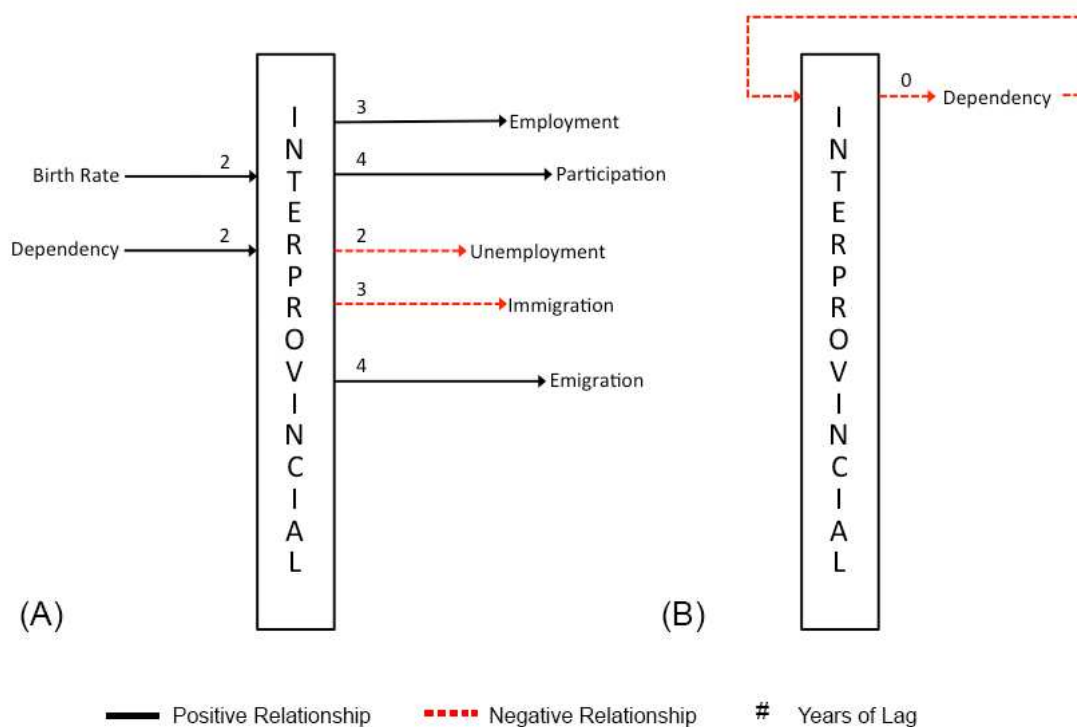 0
3
Dependency
Employment
2
4
Birth Rate
Participation
2
2
Dependency
Unemployment
3
Immigration
4
Emigration
INTERPROVINCIAL
INTERPROVINCIAL
(A)
(B)
Positive Relationship
Negative Relationship
# Years of Lag